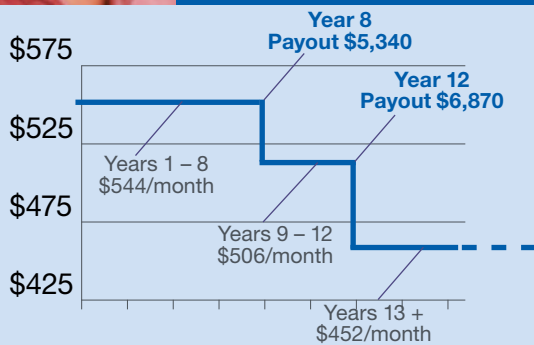 Year 8
Payout $5,340
$575
Year 12
Payout $6,870
$525
Years 1 – 8
$544/month
$475
Years 9 – 12
$506/month
$425
Years 13 +
$452/month